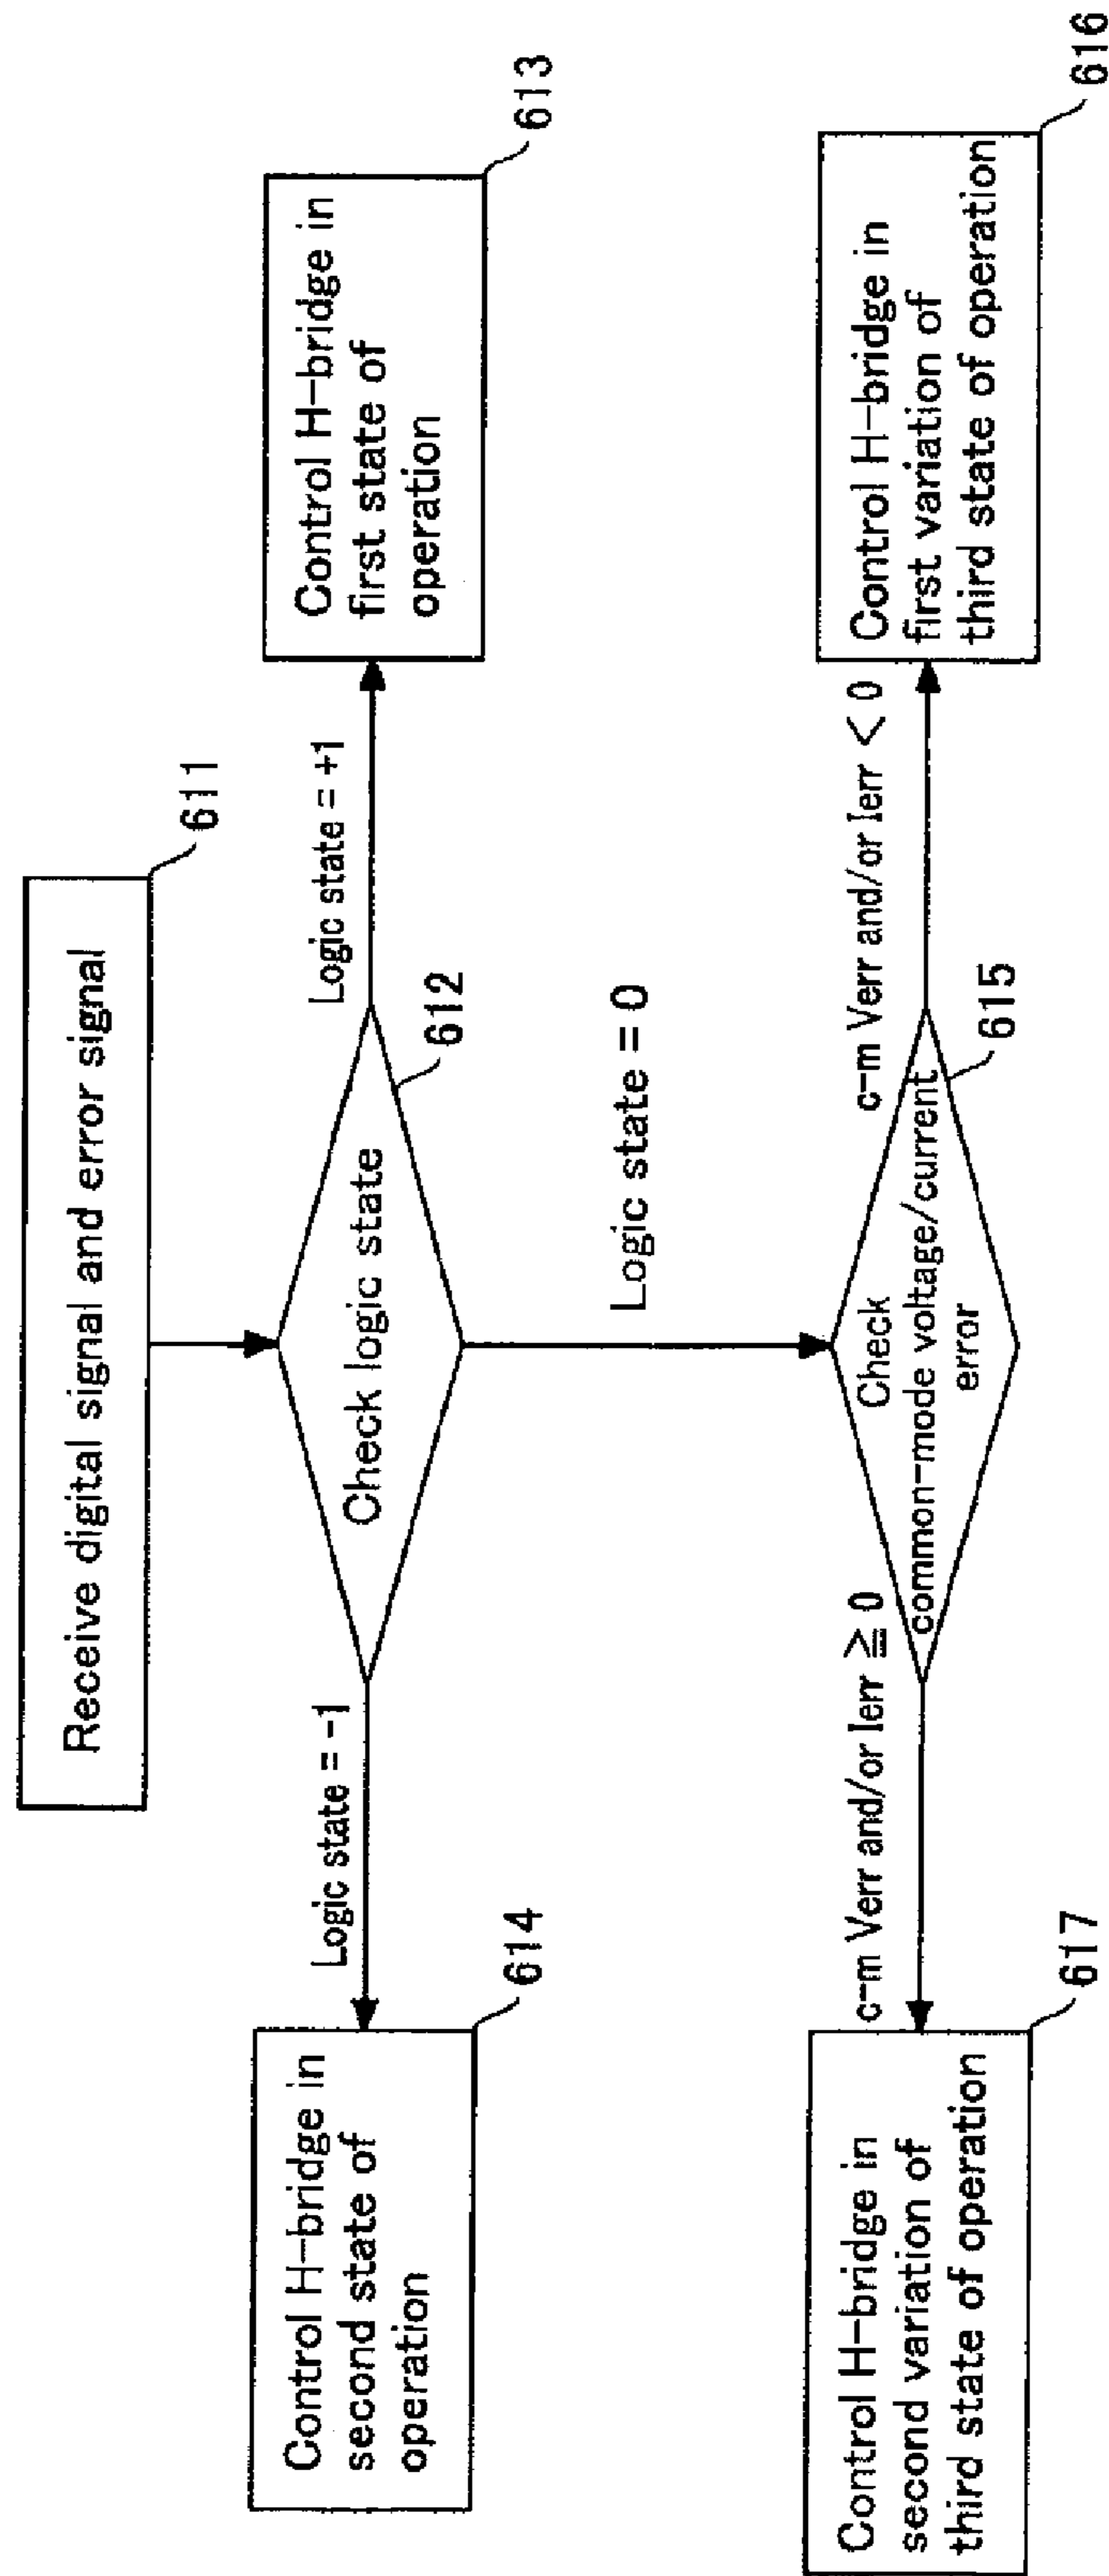 Receive digital signal and error signal
611
Check logic state
612
Logic state = +1
Control H-bridge in
first state of
operation
613
Logic state = -1
Control H-bridge in
second state of
operation
614
Logic state = 0
Check
common-mode voltage/current
error
615
c-m Verr and/or Ierr < 0
Control H-bridge in
first variation of
third state of operation
616
c-m Verr and/or Ierr ≧ 0
Control H-bridge in
second variation of
third state of operation
617